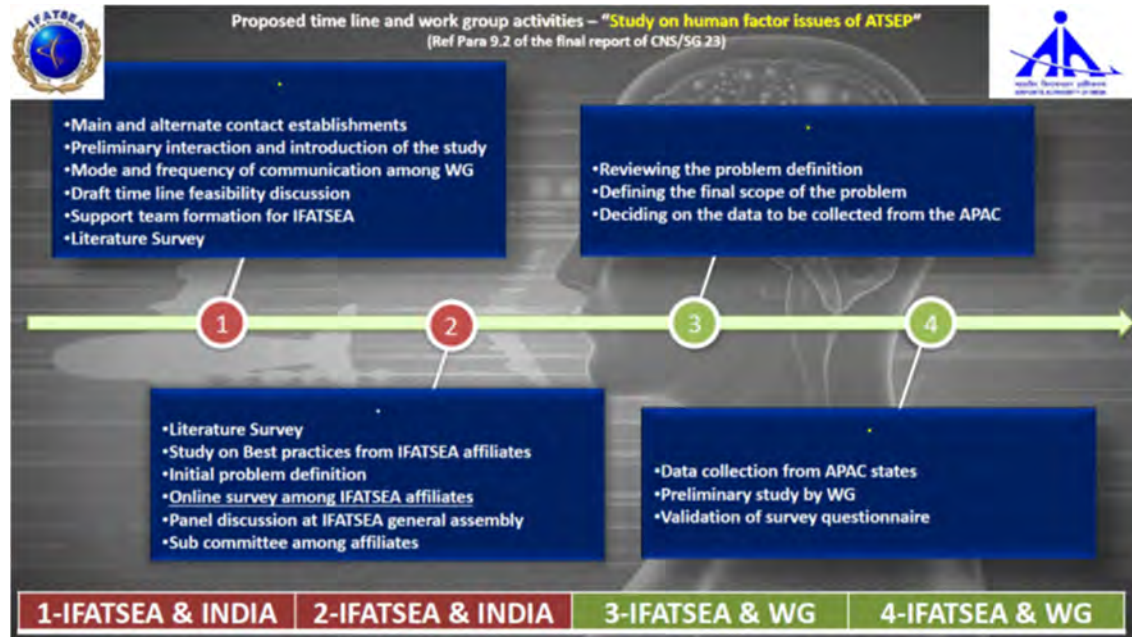 Proposed time line and work group activities – "Study on human factor issues of ATSEP"
(Ref Para 9.2 of the final report of CNS/SG 23)
IFATSEA
•Main and alternate contact establishments
•Preliminary interaction and introduction of the study
•Mode and frequency of communication among WG
•Draft time line feasibility discussion
•Support team formation for IFATSEA
•Literature Survey
•Reviewing the problem definition
•Defining the final scope of the problem
•Deciding on the data to be collected from the APAC
1
2
3
4
•Literature Survey
•Study on Best practices from IFATSEA affiliates
•Initial problem definition
•Online survey among IFATSEA affiliates
•Panel discussion at IFATSEA general assembly
•Sub committee among affiliates
•Data collection from APAC states
•Preliminary study by WG
•Validation of survey questionnaire
1-IFATSEA & INDIA
2-IFATSEA & INDIA
3-IFATSEA & WG
4-IFATSEA & WG